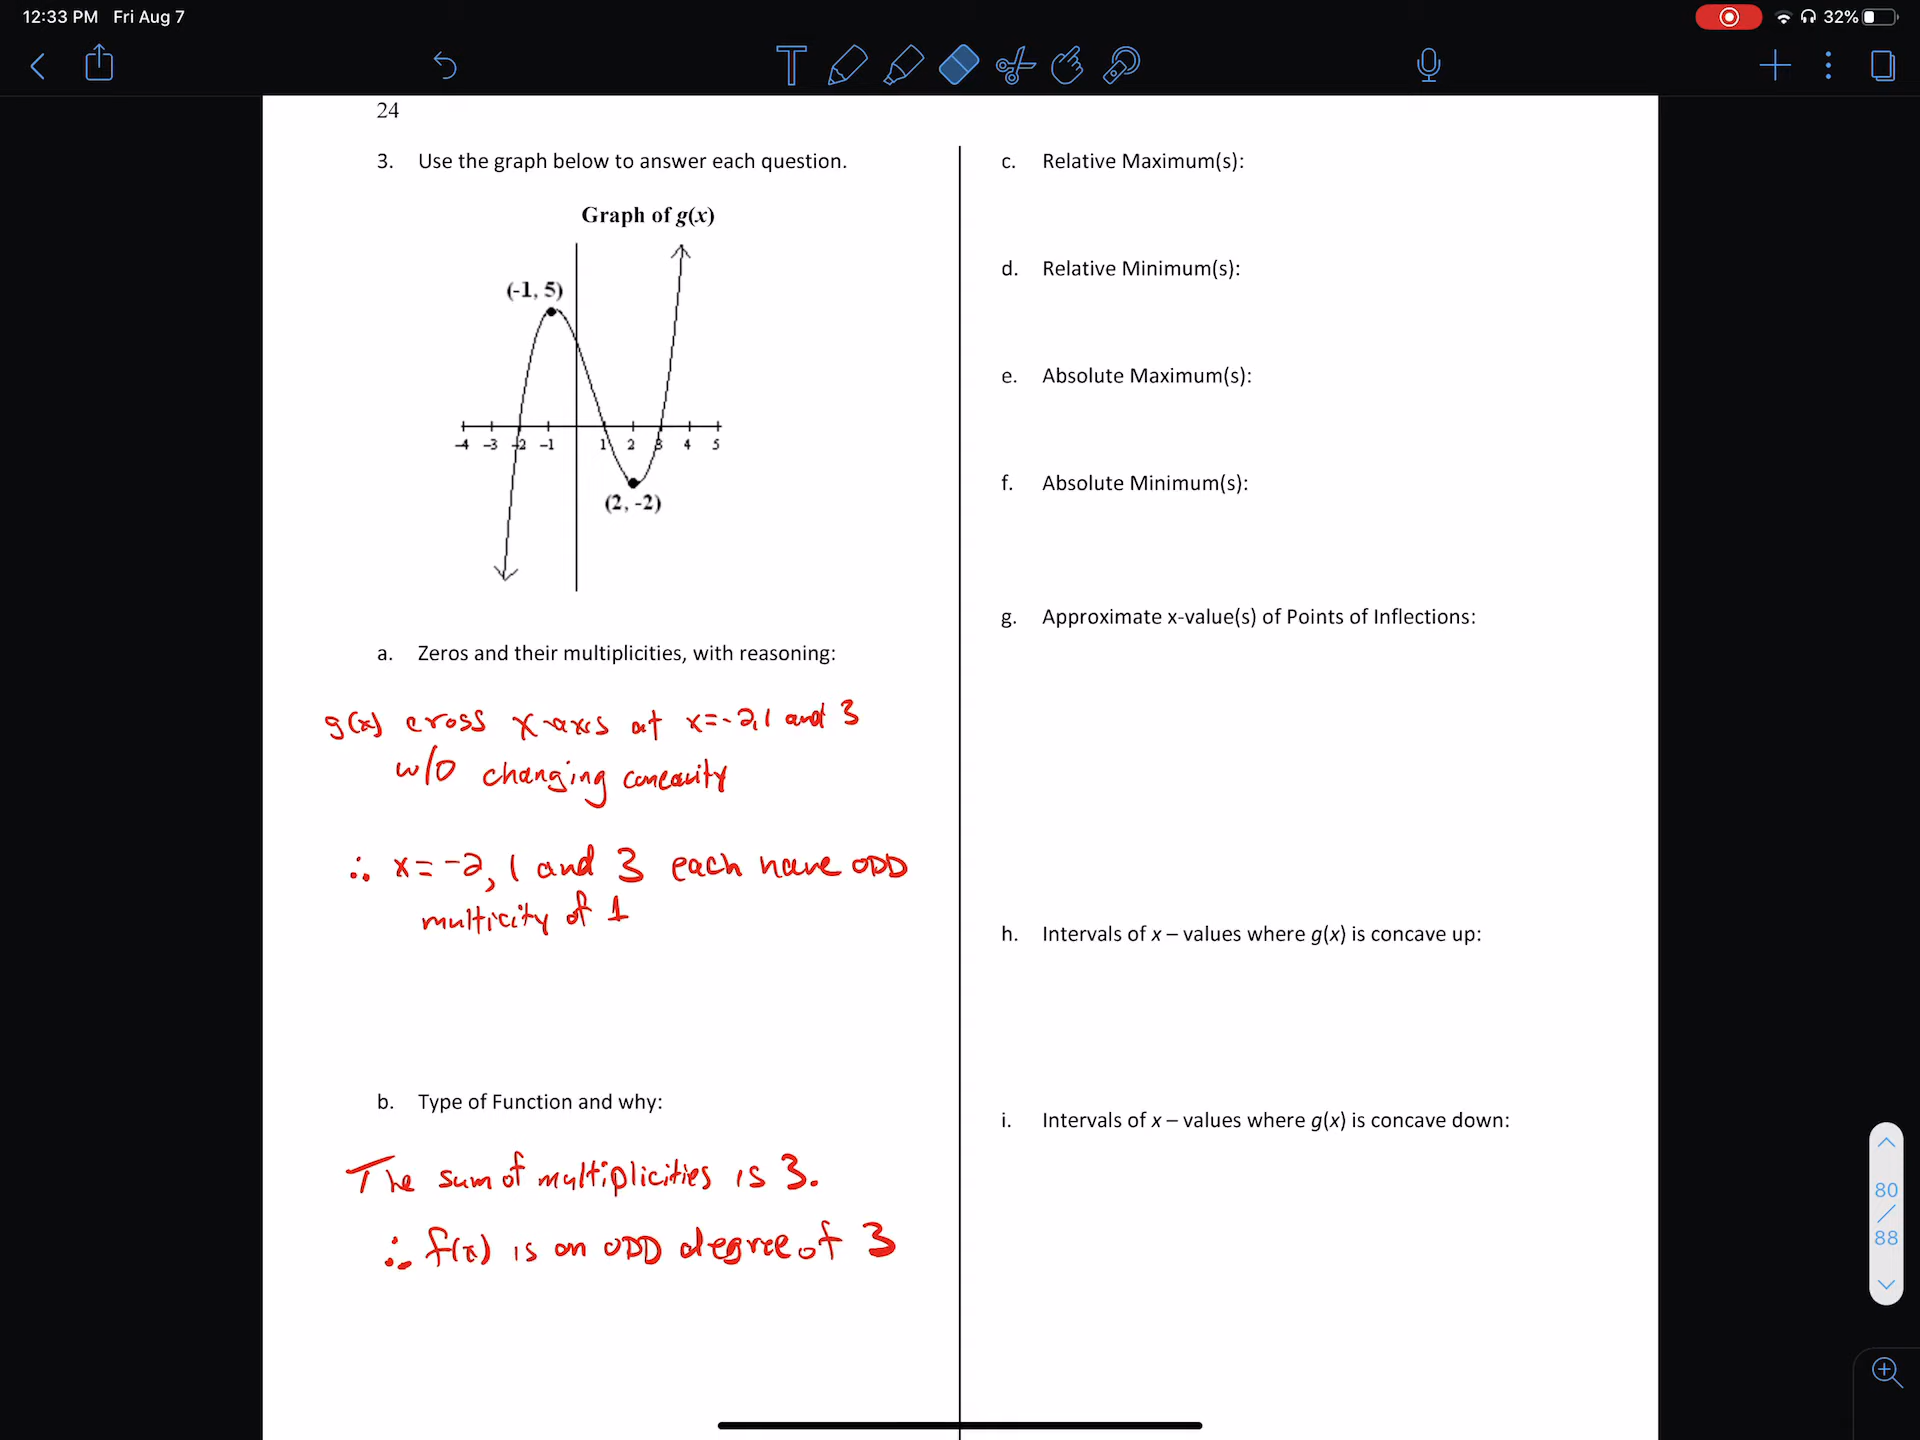 12:33 PM Fri Aug 7
32%
24
3. Use the graph below to answer each question.
Graph of g(x)
(-1, 5)
-4 -3 -2 -1 1 2 3 4 5
(2, -2)
a. Zeros and their multiplicities, with reasoning:
g(x) cross x-axis at x=-2,1 and 3
w/o changing concavity
∴ x=-2, 1 and 3 each have ODD
multicity of 1
b. Type of Function and why:
The sum of multiplicities is 3.
∴ f(x) is an ODD degree of 3
c. Relative Maximum(s):
d. Relative Minimum(s):
e. Absolute Maximum(s):
f. Absolute Minimum(s):
g. Approximate x-value(s) of Points of Inflections:
h. Intervals of x – values where g(x) is concave up:
i. Intervals of x – values where g(x) is concave down:
80
/
88